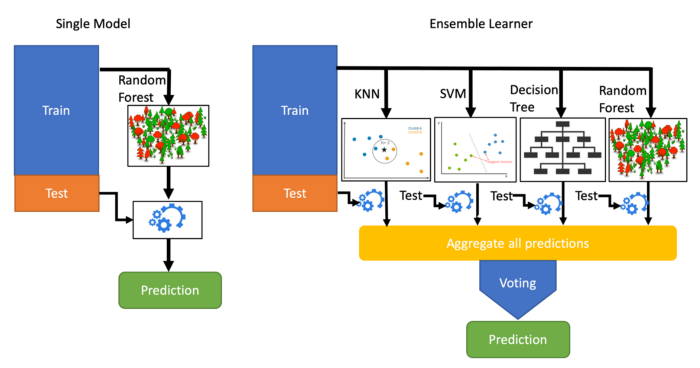 Single Model
Ensemble Learner
Train
Random
Forest
Test
Prediction
Train
Test
KNN
SVM
Decision
Tree
Random
Forest
Test
Test
Test
Aggregate all predictions
Voting
Prediction